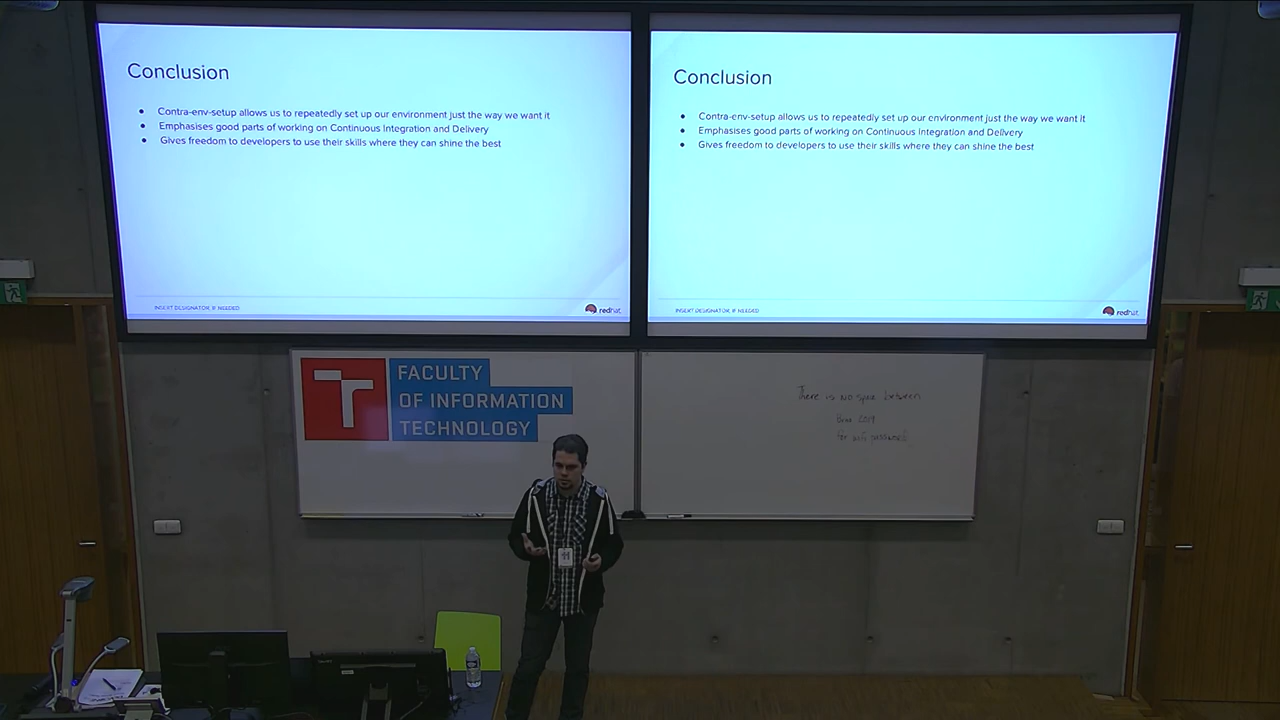 Conclusion
• Contra-env-setup allows us to repeatedly set up our environment just the way we want it
• Emphasises good parts of working on Continuous Integration and Delivery
• Gives freedom to developers to use their skills where they can shine the best
INSERT DESIGNATOR, IF NEEDED
redhat
Conclusion
• Contra-env-setup allows us to repeatedly set up our environment just the way we want it
• Emphasises good parts of working on Continuous Integration and Delivery
• Gives freedom to developers to use their skills where they can shine the best
INSERT DESIGNATOR, IF NEEDED
redhat
T
FACULTY
OF INFORMATION
TECHNOLOGY
There is NO space between
2019
for wifi password